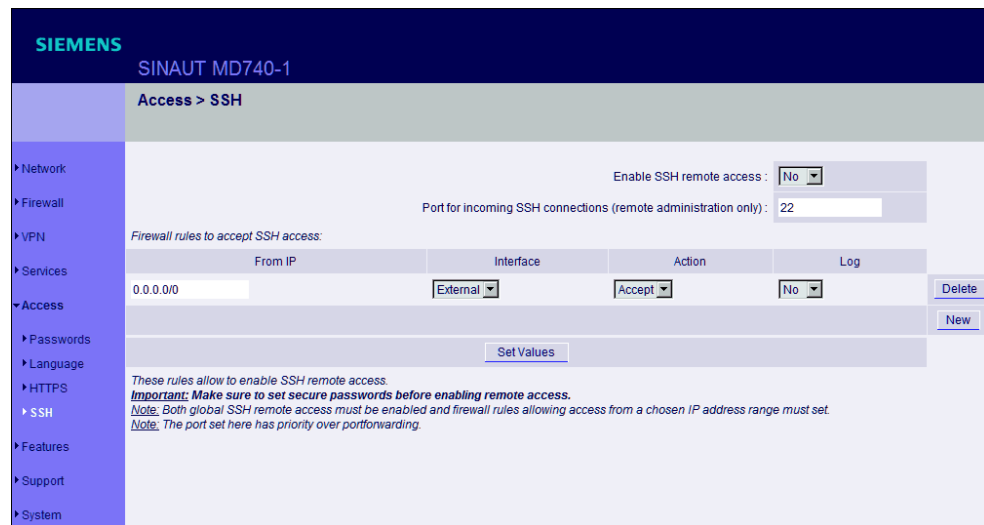 SIEMENS
SINAUT MD740-1
Access > SSH
Network
Firewall
VPN
Services
Access
Passwords
Language
HTTPS
SSH
Features
Support
System
Enable SSH remote access : No
Port for incoming SSH connections (remote administration only) : 22
Firewall rules to accept SSH access:
From IP Interface Action Log
0.0.0.0/0 External Accept No Delete
New
Set Values
These rules allow to enable SSH remote access.
Important: Make sure to set secure passwords before enabling remote access.
Note: Both global SSH remote access must be enabled and firewall rules allowing access from a chosen IP address range must set.
Note: The port set here has priority over portforwarding.